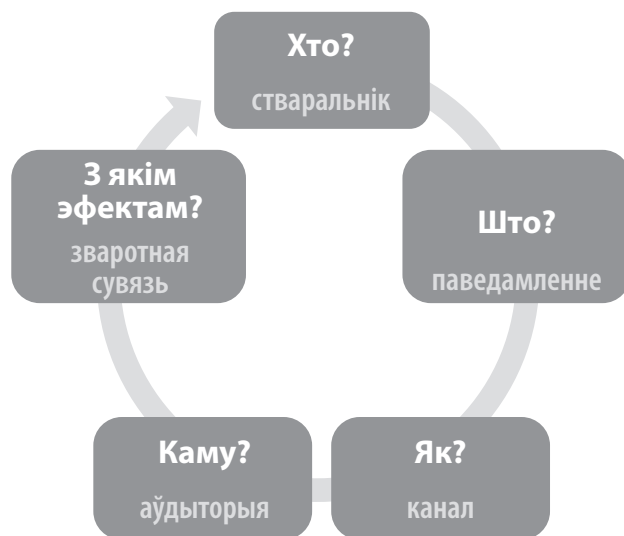 Хто?
стваральнік
Што?
паведамленне
Як?
канал
Каму?
аўдыторыя
З якім
эфектам?
зваротная
сувязь